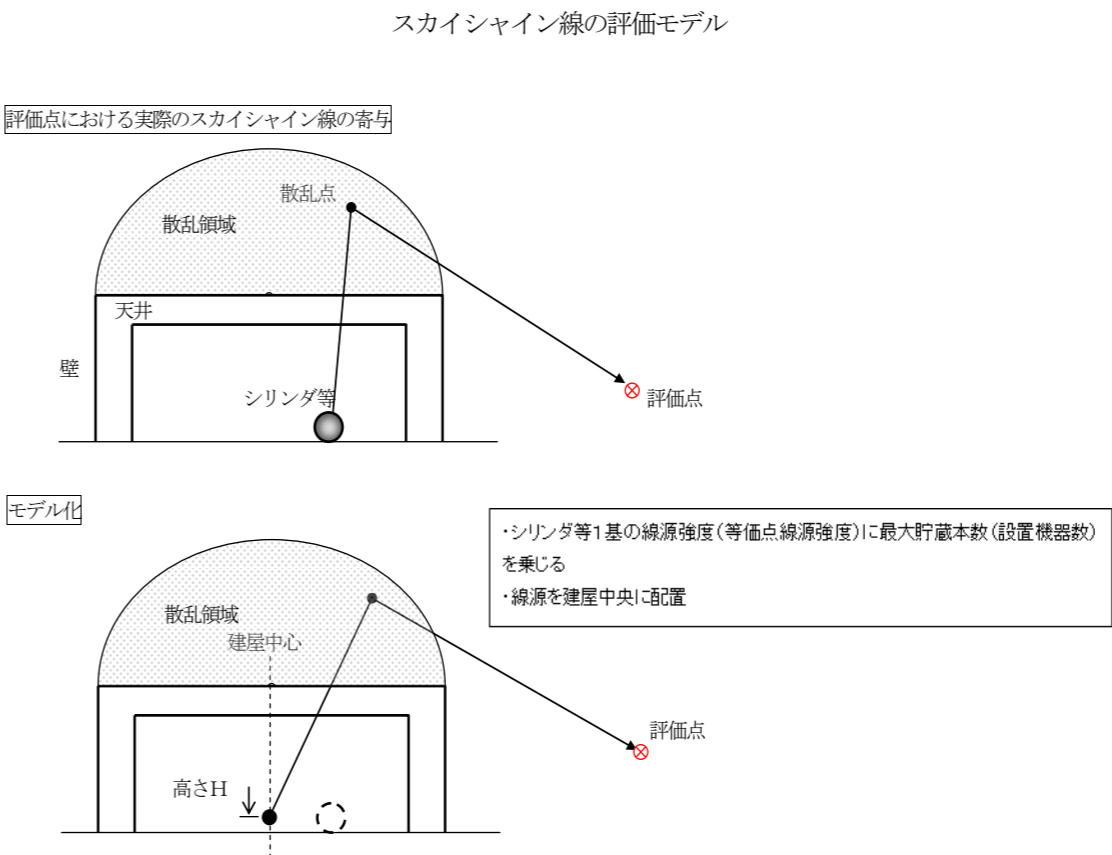 スカイシャイン線の評価モデル
評価点における実際のスカイシャイン線の寄与
散乱点
散乱領域
天井
壁
シリンダ等
評価点
モデル化
・シリンダ等1基の線源強度(等価点線源強度)に最大貯蔵本数(設置機器数)
を乗じる
・線源を建屋中央に配置
散乱領域
建屋中心
評価点
高さH